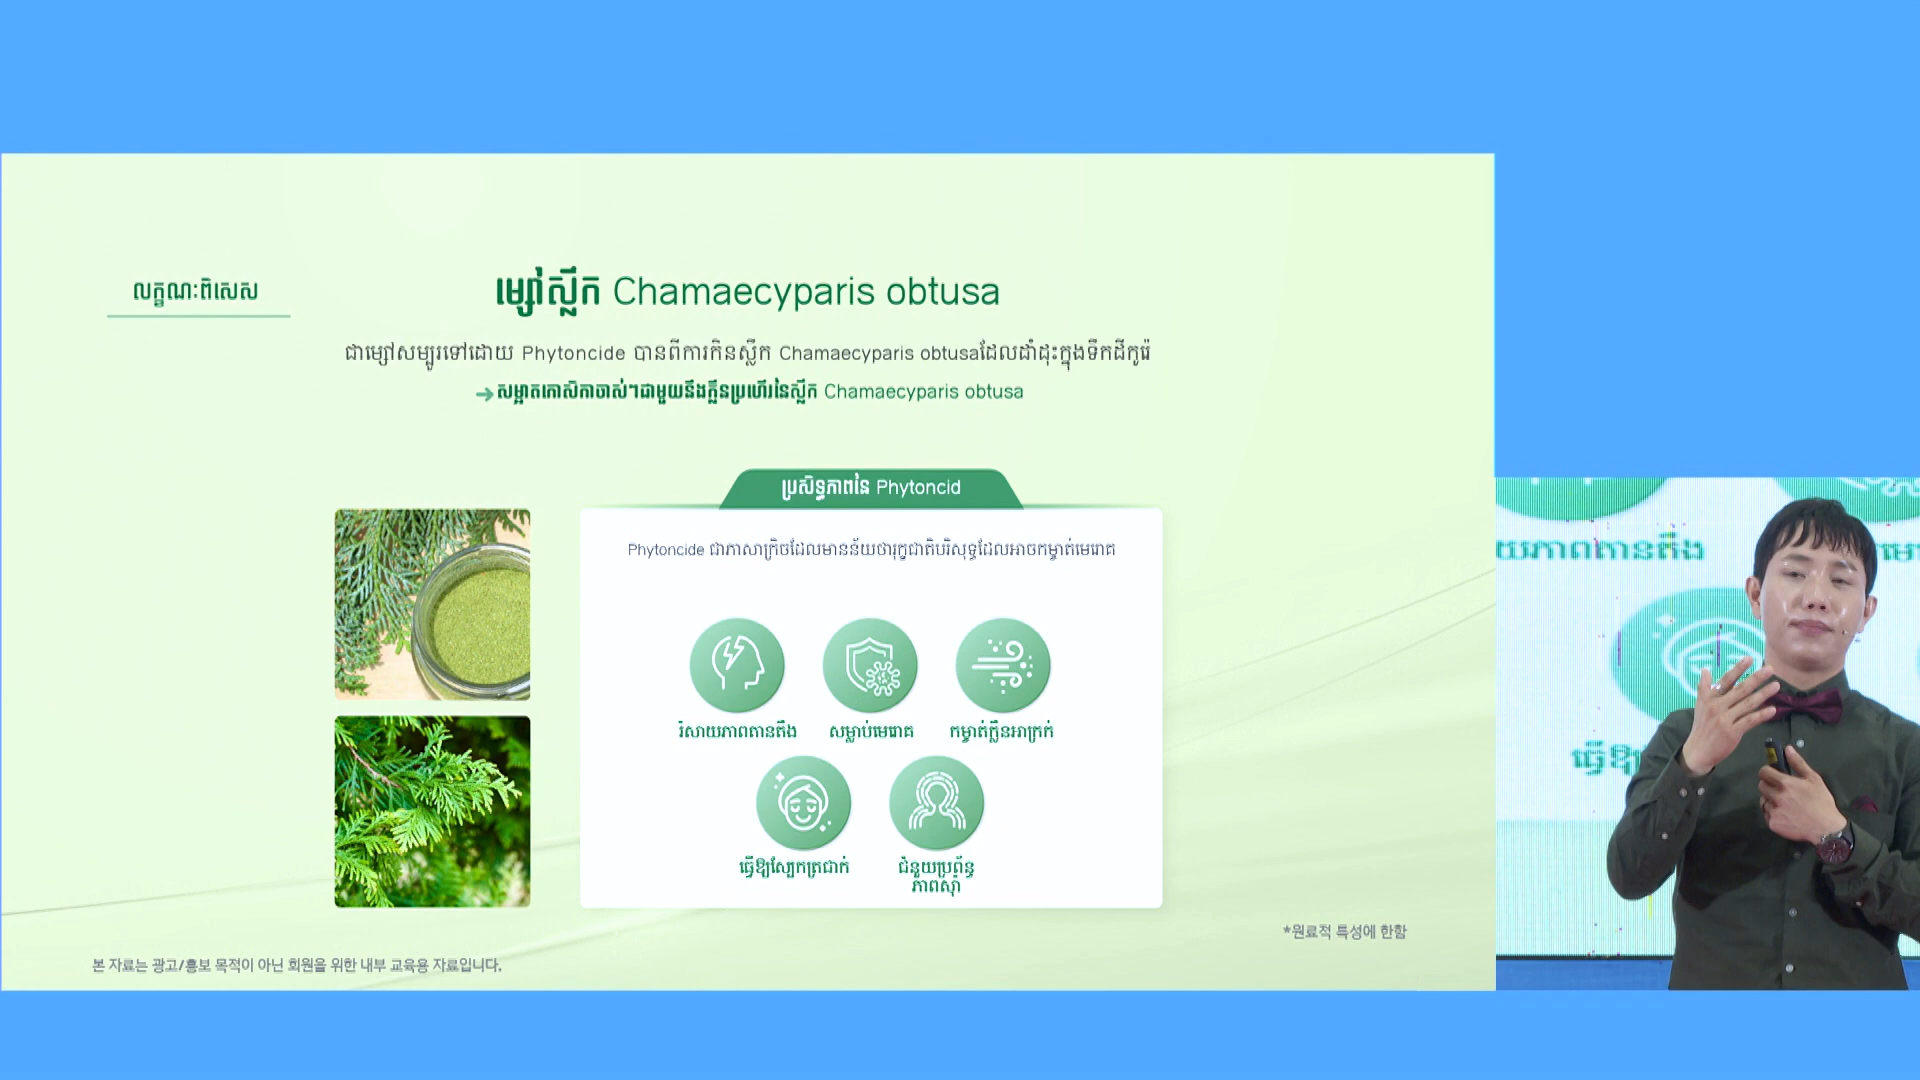 លក្ខណៈពិសេស
ម្សៅស្លឹក Chamaecyparis obtusa
ជាម្សៅសម្បូរទៅដោយ Phytoncide បានពីការកិនស្លឹក Chamaecyparis obtusaដែលដាំដុះក្នុងទឹកដីកូរ៉េ
➔សម្អាតកោសិកាចាស់ៗជាមួយនឹងក្លិនប្រហើរនៃស្លឹក Chamaecyparis obtusa
ប្រសិទ្ធភាពនៃ Phytoncid
Phytoncide ជាភាសាក្រិចដែលមានន័យថារុក្ខជាតិបរិសុទ្ធដែលអាចកម្ចាត់មេរោគ
រំសាយភាពតានតឹង
សម្លាប់មេរោគ
កម្ចាត់ក្លិនអាក្រក់
ធ្វើឱ្យស្បែកត្រជាក់
ជំនួយប្រព័ន្ធ
ភាពស៊ាំ
*원료적 특성에 한함
본 자료는 광고/홍보 목적이 아닌 회원을 위한 내부 교육용 자료입니다.
យភាពតានតឹង
ធ្វើឱ្យ